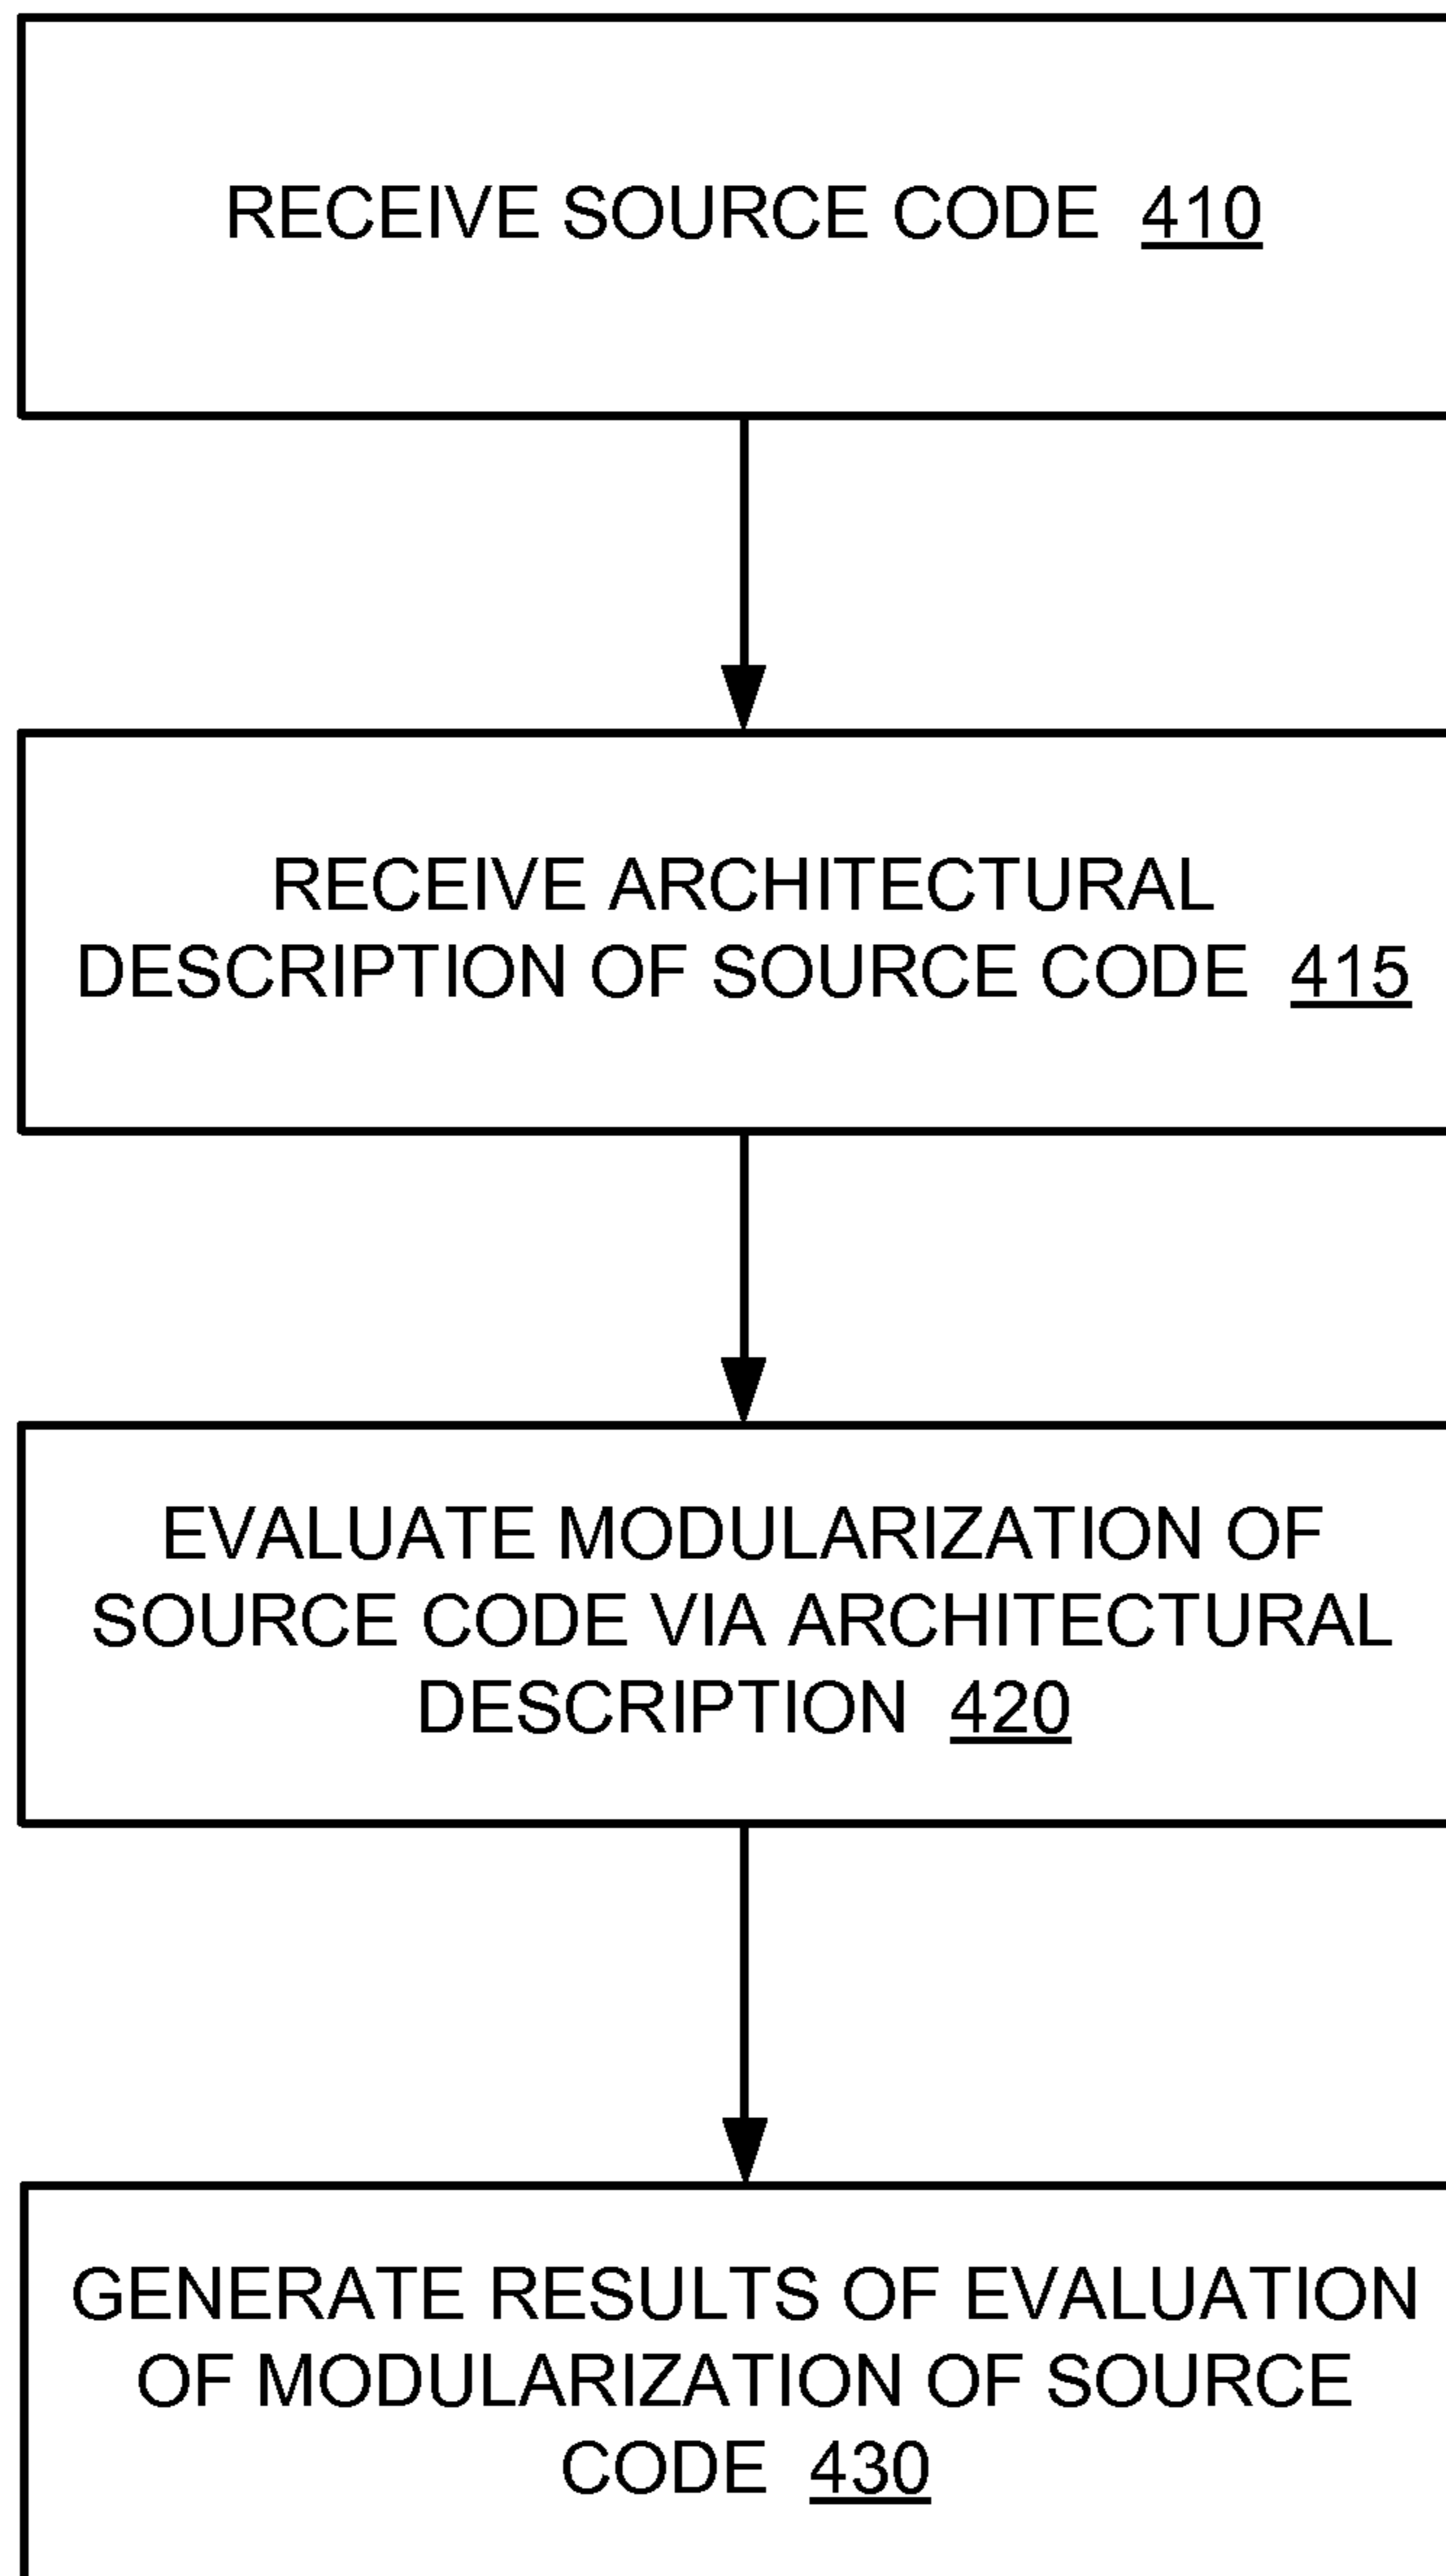 RECEIVE SOURCE CODE 410
RECEIVE ARCHITECTURAL
DESCRIPTION OF SOURCE CODE 415
EVALUATE MODULARIZATION OF
SOURCE CODE VIA ARCHITECTURAL
DESCRIPTION 420
GENERATE RESULTS OF EVALUATION
OF MODULARIZATION OF SOURCE
CODE 430